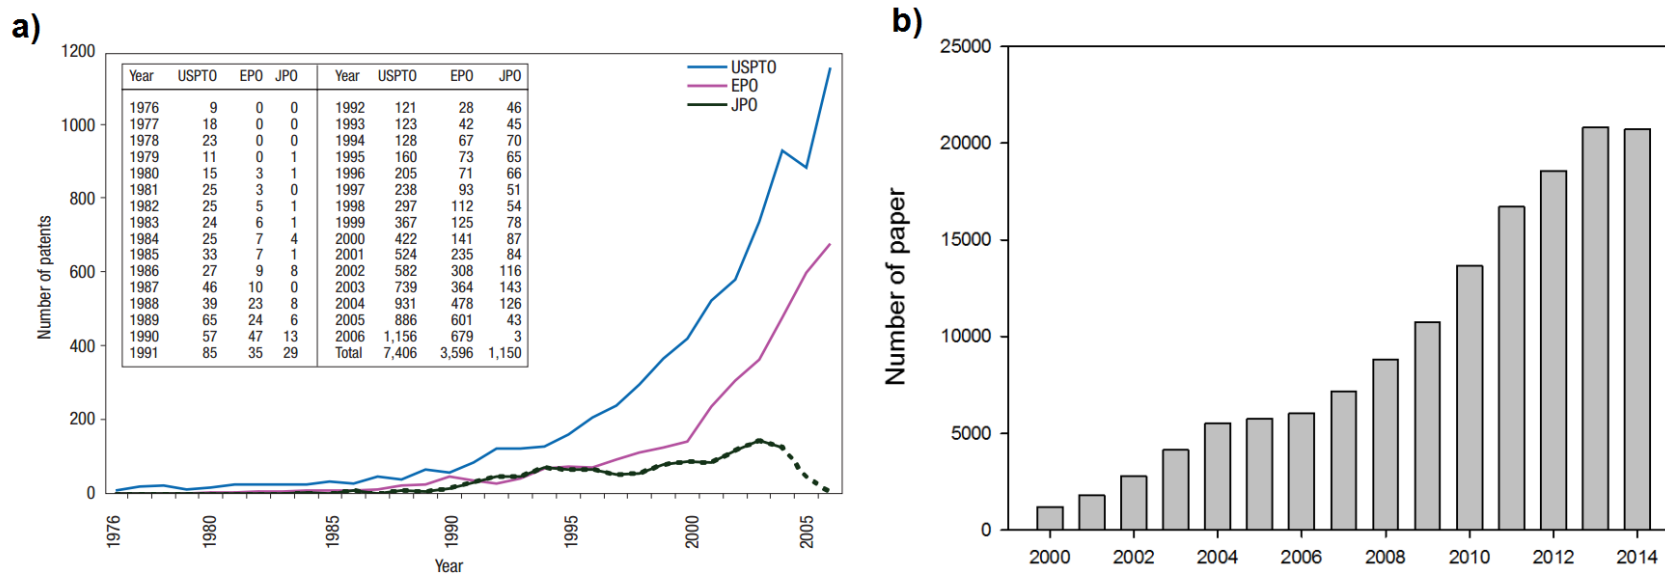 a)
1200
1000
800
600
400
200
0
Number of patents
Year USPTO EPO JPO Year USPTO EPO JPO
1976 9 0 0 1992 121 28 46
1977 18 0 0 1993 123 42 45
1978 23 0 0 1994 128 67 70
1979 11 0 1 1995 160 73 65
1980 15 3 1 1996 205 71 66
1981 25 3 0 1997 238 93 51
1982 25 5 1 1998 297 112 54
1983 24 6 1 1999 367 125 78
1984 25 7 4 2000 422 141 87
1985 33 7 1 2001 524 235 84
1986 27 9 8 2002 582 308 116
1987 46 10 0 2003 739 364 143
1988 39 23 8 2004 931 478 126
1989 65 24 6 2005 886 601 43
1990 57 47 13 2006 1,156 679 3
1991 85 35 29 Total 7,406 3,596 1,150
USPTO
EPO
JPO
1976 1980 1985 1990 1995 2000 2005
Year
b)
25000
20000
15000
10000
5000
0
Number of paper
2000 2002 2004 2006 2008 2010 2012 2014